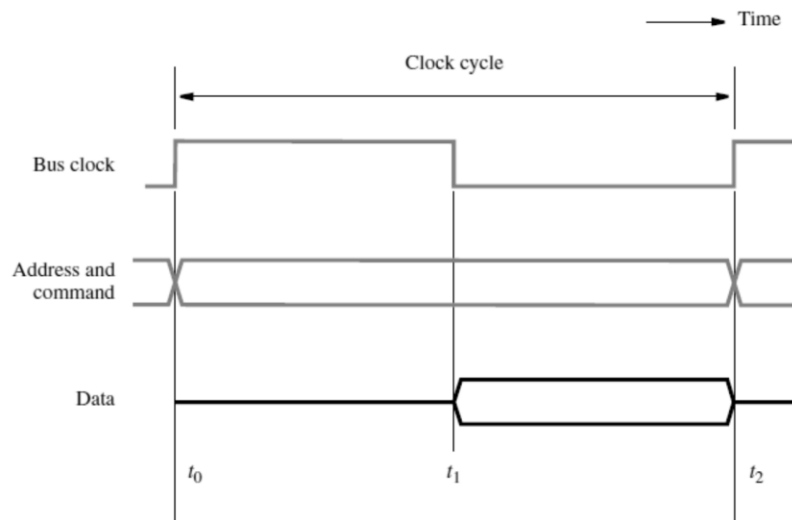 Time
Clock cycle
Bus clock
Address and
command
Data
t0
t1
t2